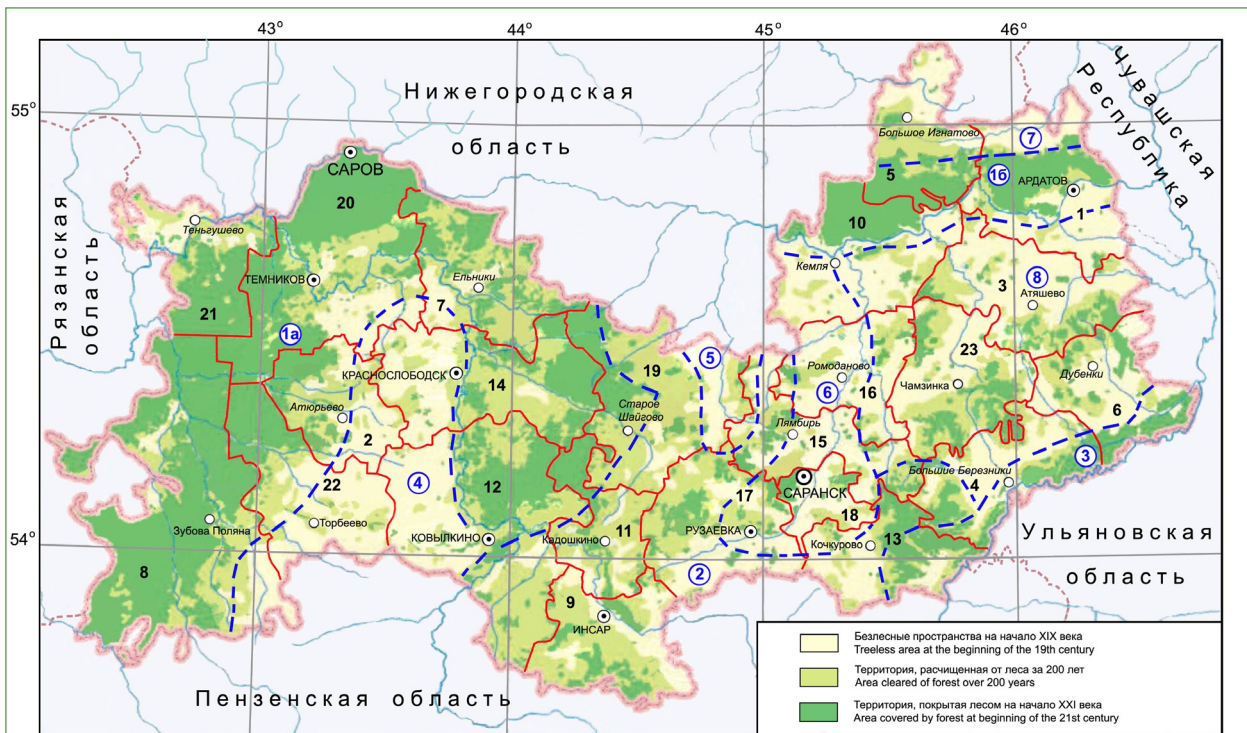 43°
44°
45°
46°
55°
54°
Нижегородская
область
Чувашская
Республика
Рязанская
область
Ульяновская
область
Пензенская область
Большое Игнатово
7
1б
5
АРДАТОВ
1
САРОВ
20
10
Теньгушево
Кемля
ТЕМНИКОВ
Ельники
8
3
Атяшево
7
21
1а
5
19
23
КРАСНОСЛОБОДСК
14
Ромоданово
6
16
Чамзинка
Дубенки
Атюрьево
2
Старое
Шайгово
Лямбирь
15
6
3
22
4
12
Большие Березники
4
САРАНСК
17
18
Зубова Поляна
Торбеево
КОВЫЛКИНО
Кадошкино
11
РУЗАЕВКА
Кочкурово
13
8
2
9
ИНСАР
Безлесные пространства на начало XIX века
Treeless area at the beginning of the 19th century
Территория, расчищенная от леса за 200 лет
Area cleared of forest over 200 years
Территория, покрытая лесом на начало XXI века
Area covered by forest at beginning of the 21st century